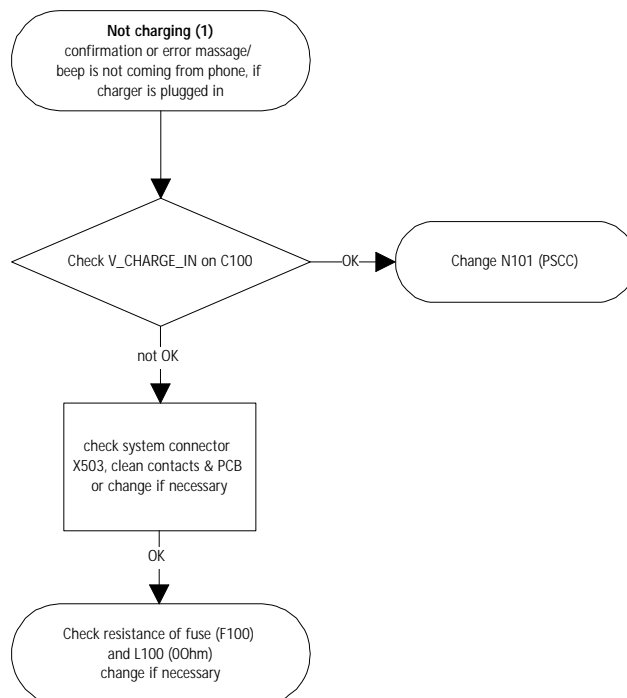 Not charging (1)
confirmation or error massage/
beep is not coming from phone, if
charger is plugged in
Check V_CHARGE_IN on C100
OK
Change N101 (PSCC)
not OK
check system connector
X503, clean contacts & PCB
or change if necessary
OK
Check resistance of fuse (F100)
and L100 (0Ohm)
change if necessary